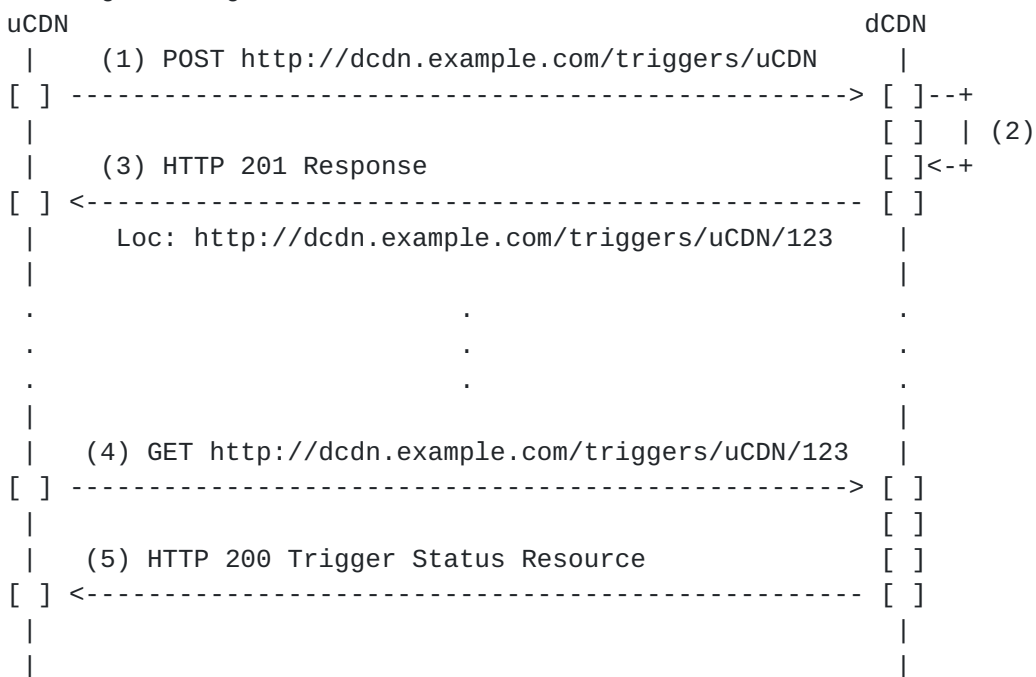 uCDN dCDN
| (1) POST http://dcdn.example.com/triggers/uCDN |
[ ] --------------------------------------------------> [ ]--+
| [ ] | (2)
| (3) HTTP 201 Response [ ]<-+
[ ] <-------------------------------------------------- [ ]
| Loc: http://dcdn.example.com/triggers/uCDN/123 |
| |
. . .
. . .
. . .
| |
| (4) GET http://dcdn.example.com/triggers/uCDN/123 |
[ ] --------------------------------------------------> [ ]
| [ ]
| (5) HTTP 200 Trigger Status Resource [ ]
[ ] <-------------------------------------------------- [ ]
| |
| |